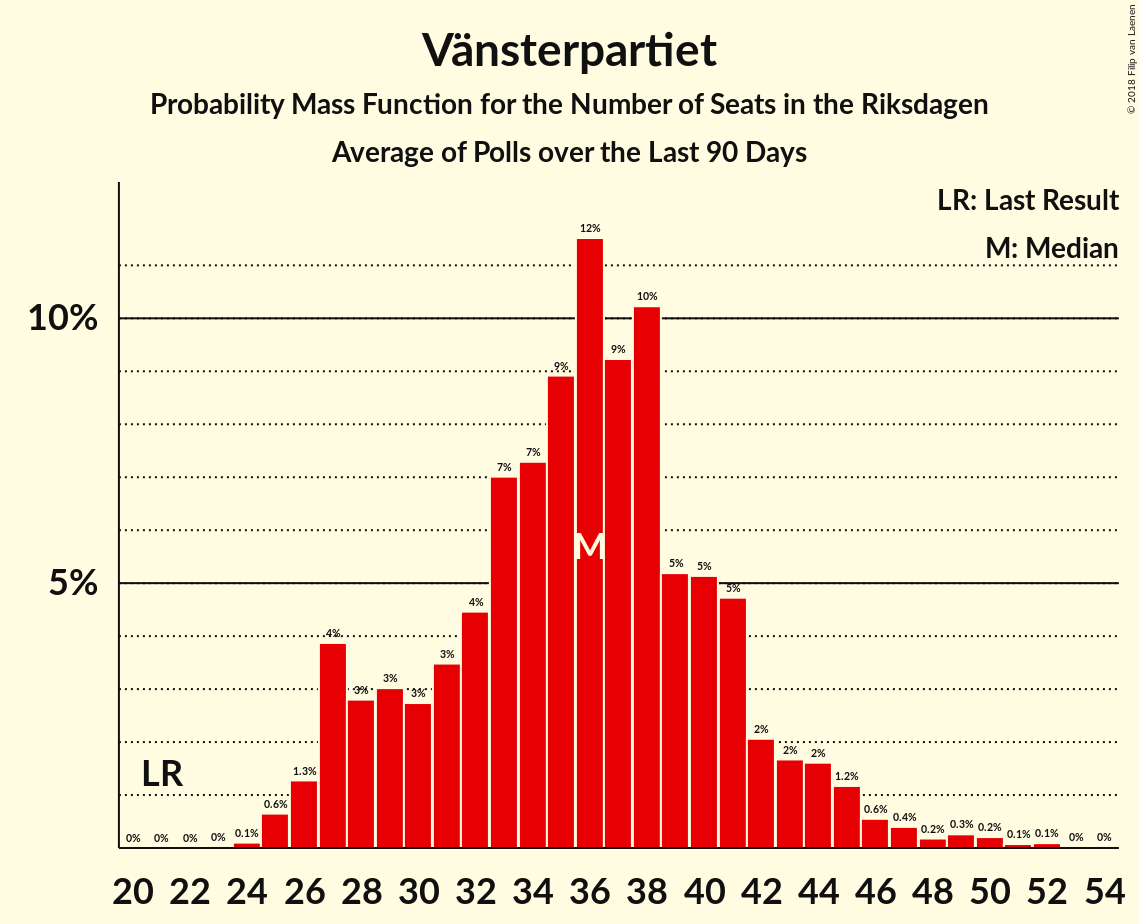 Vänsterpartiet
Probability Mass Function for the Number of Seats in the Riksdagen
Average of Polls over the Last 90 Days
© 2018 Filip van Laenen
LR: Last Result
M: Median
10%
5%
LR
M
0% 0% 0% 0% 0.1% 0.6% 1.3% 4% 3% 3% 3% 3% 4% 7% 7% 9% 12% 9% 10% 5% 5% 5% 2% 2% 2% 1.2% 0.6% 0.4% 0.2% 0.3% 0.2% 0.1% 0.1% 0% 0%
20 22 24 26 28 30 32 34 36 38 40 42 44 46 48 50 52 54